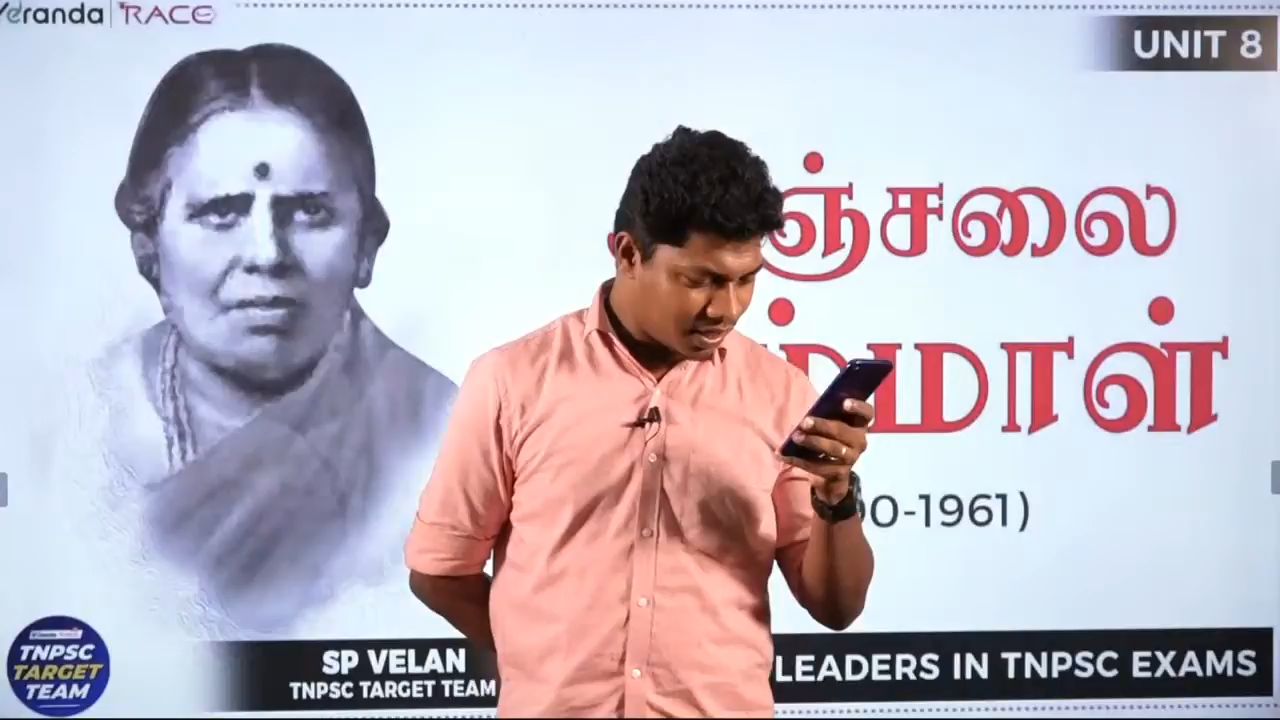 Veranda RACE
UNIT 8
ஞ்சலை
மாள்
0-1961)
TNPSC
TARGET
TEAM
SP VELAN
TNPSC TARGET TEAM
LEADERS IN TNPSC EXAMS